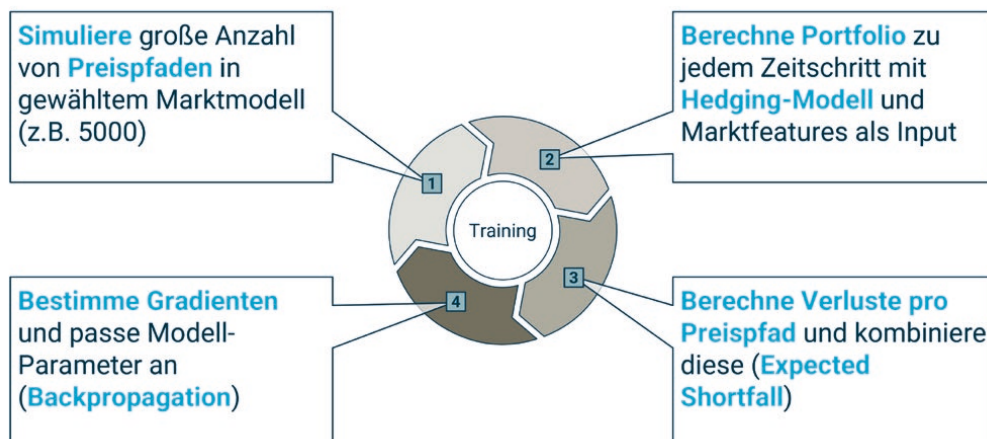 Simuliere große Anzahl
von Preispfaden in
gewähltem Marktmodell
(z.B. 5000)
Berechne Portfolio zu
jedem Zeitschritt mit
Hedging-Modell und
Marktfeatures als Input
1
2
Training
4
3
Bestimme Gradienten
und passe Modell-
Parameter an
(Backpropagation)
Berechne Verluste pro
Preispfad und kombiniere
diese (Expected
Shortfall)